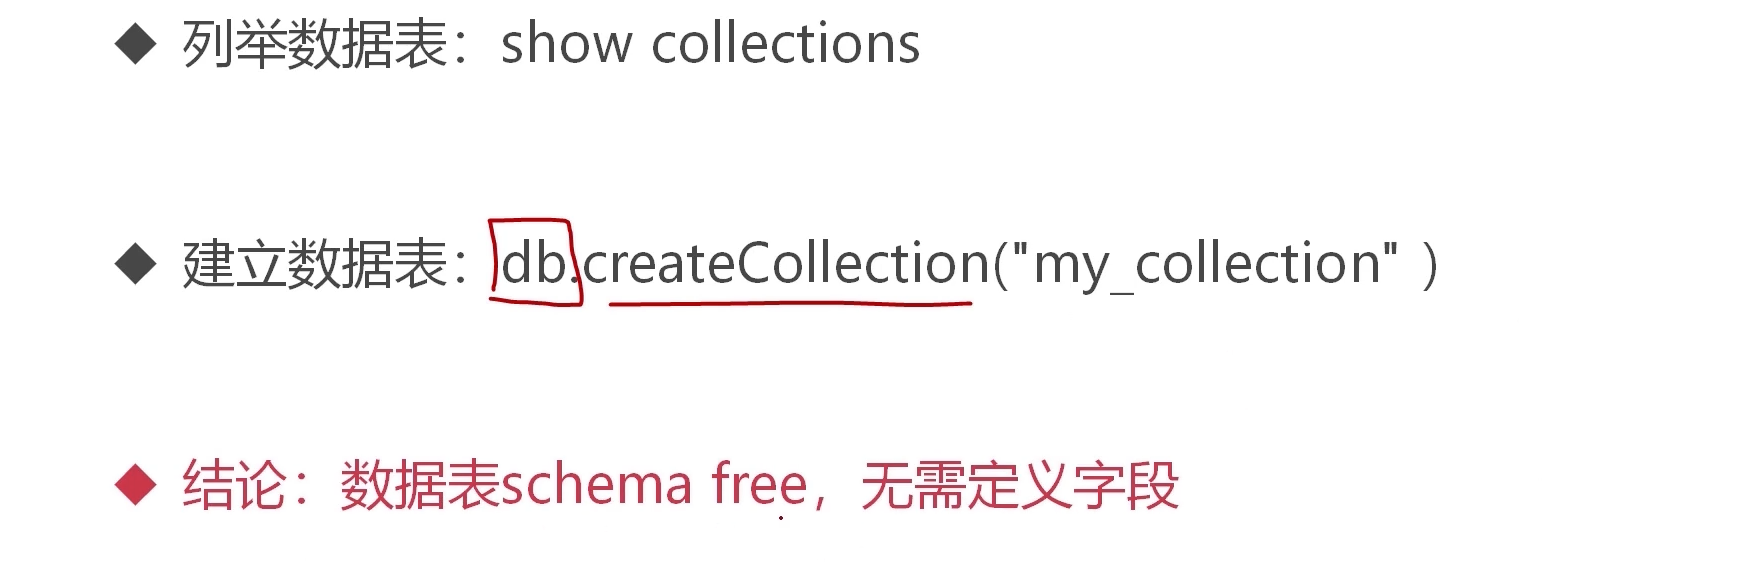 ◆ 列举数据表：show collections
◆ 建立数据表：db.createCollection("my_collection" )
◆ 结论：数据表schema free，无需定义字段